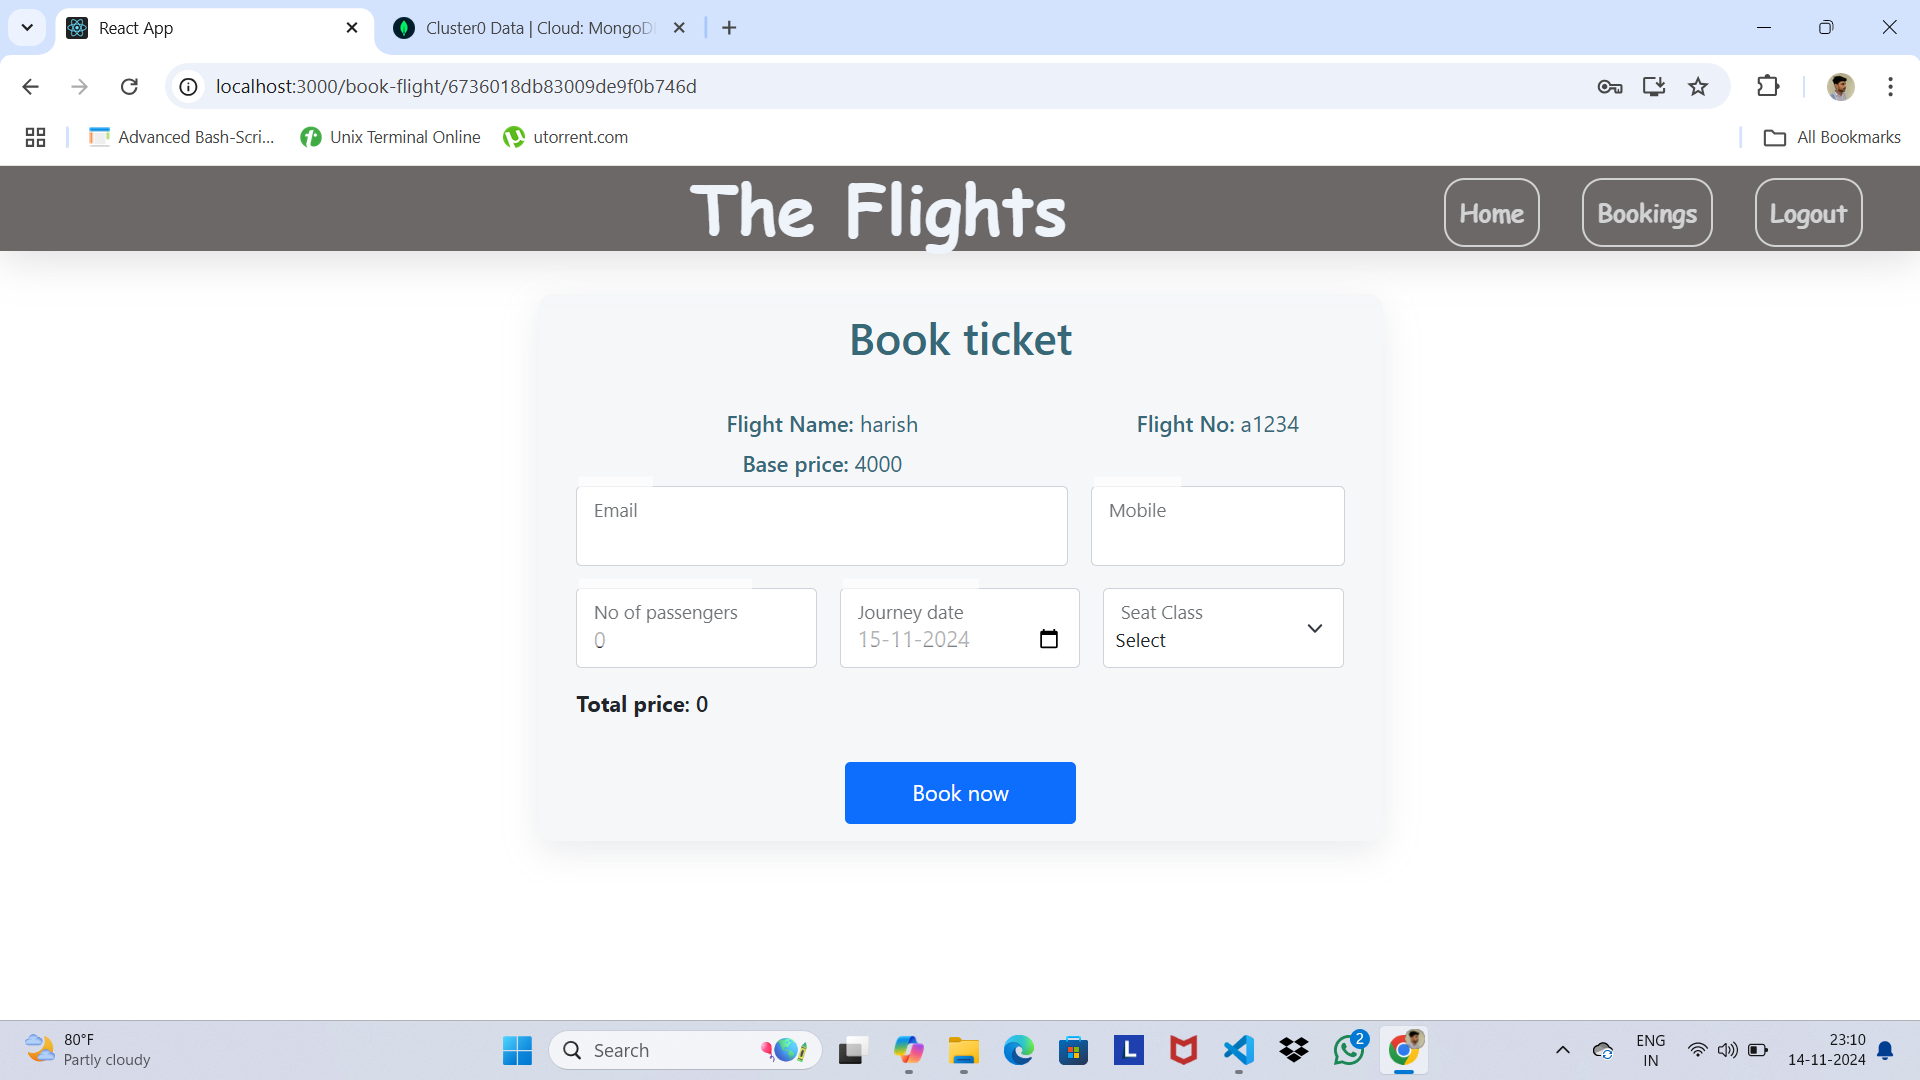 React App
Cluster0 Data | Cloud: MongoD
localhost:3000/book-flight/6736018db83009de9f0b746d
Advanced Bash-Scri... Unix Terminal Online utorrent.com All Bookmarks
The Flights Home Bookings Logout
Book ticket
Flight Name: harish Flight No: a1234
Base price: 4000
Email Mobile
No of passengers Journey date Seat Class
0 15-11-2024 Select
Total price: 0
Book now
80°F
Partly cloudy
Search
L
2
ENG
IN
23:10
14-11-2024